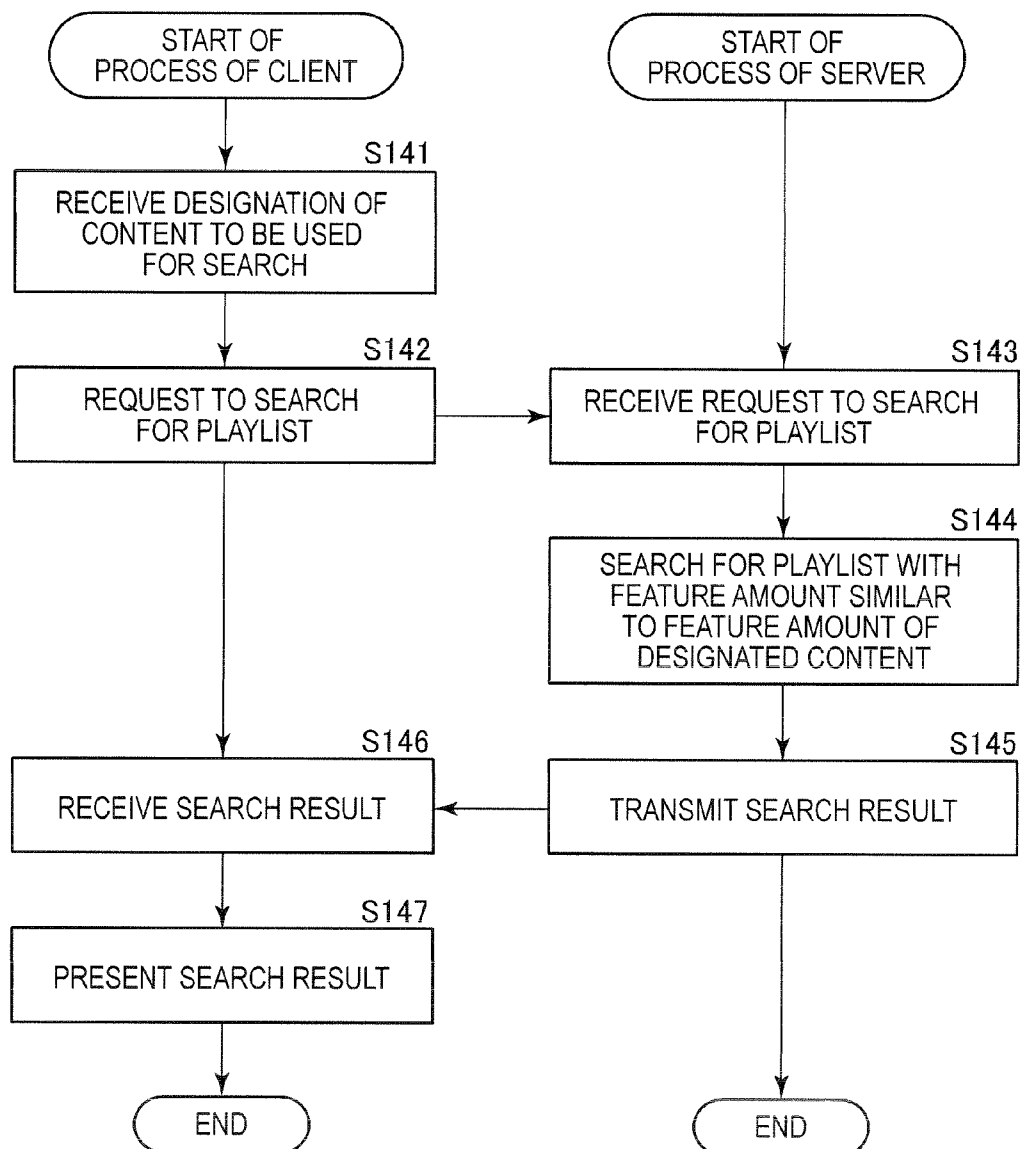 START OF
PROCESS OF CLIENT
START OF
PROCESS OF SERVER
S141
RECEIVE DESIGNATION OF
CONTENT TO BE USED
FOR SEARCH
S142
REQUEST TO SEARCH
FOR PLAYLIST
S143
RECEIVE REQUEST TO SEARCH
FOR PLAYLIST
S144
SEARCH FOR PLAYLIST WITH
FEATURE AMOUNT SIMILAR
TO FEATURE AMOUNT OF
DESIGNATED CONTENT
S146
RECEIVE SEARCH RESULT
S145
TRANSMIT SEARCH RESULT
S147
PRESENT SEARCH RESULT
END
END